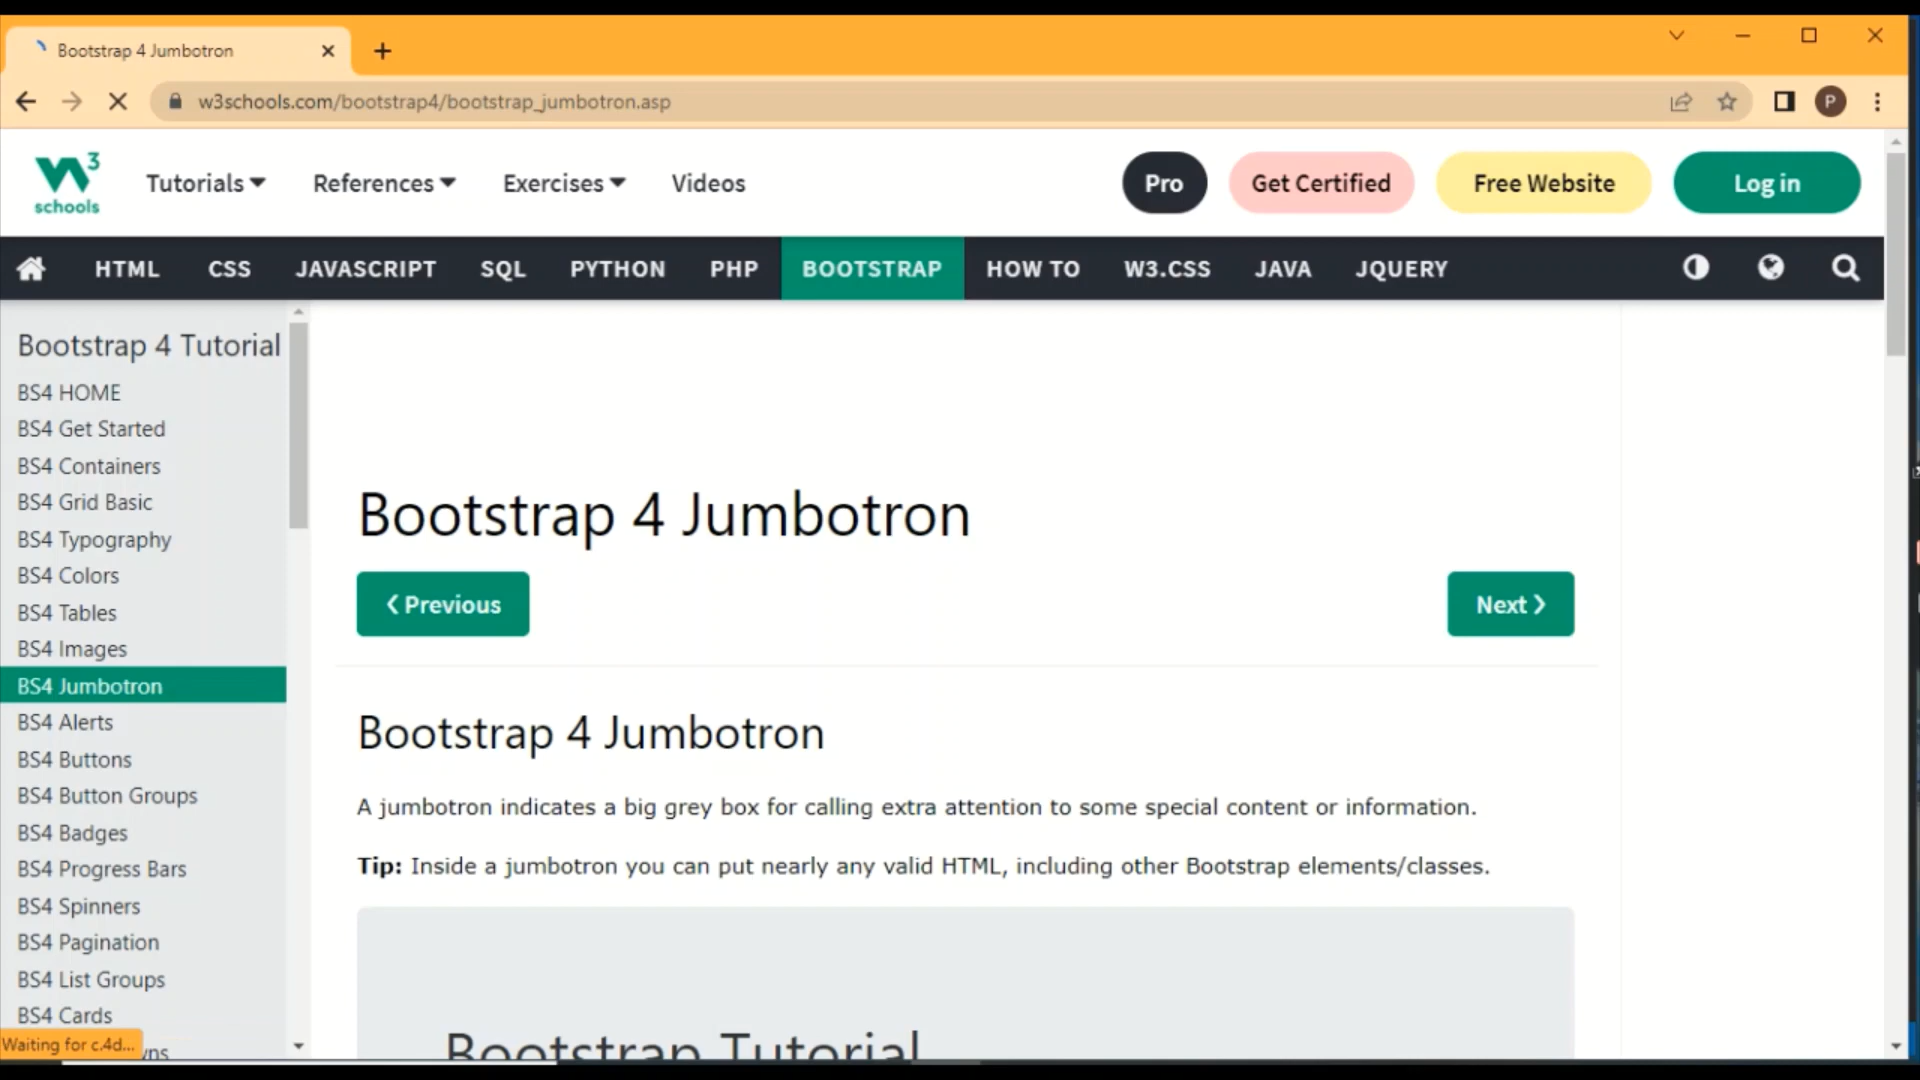 Bootstrap 4 Jumbotron
w3schools.com/bootstrap4/bootstrap_jumbotron.asp
P
W3 schools
Tutorials
References
Exercises
Videos
Pro
Get Certified
Free Website
Log in
HTML CSS JAVASCRIPT SQL PYTHON PHP BOOTSTRAP HOW TO W3.CSS JAVA JQUERY
Bootstrap 4 Tutorial
BS4 HOME
BS4 Get Started
BS4 Containers
BS4 Grid Basic
BS4 Typography
BS4 Colors
BS4 Tables
BS4 Images
BS4 Jumbotron
BS4 Alerts
BS4 Buttons
BS4 Button Groups
BS4 Badges
BS4 Progress Bars
BS4 Spinners
BS4 Pagination
BS4 List Groups
BS4 Cards
Waiting for c.4d...
Bootstrap 4 Jumbotron
❮ Previous
Next ❯
Bootstrap 4 Jumbotron
A jumbotron indicates a big grey box for calling extra attention to some special content or information.
Tip: Inside a jumbotron you can put nearly any valid HTML, including other Bootstrap elements/classes.
Bootstrap Tutorial